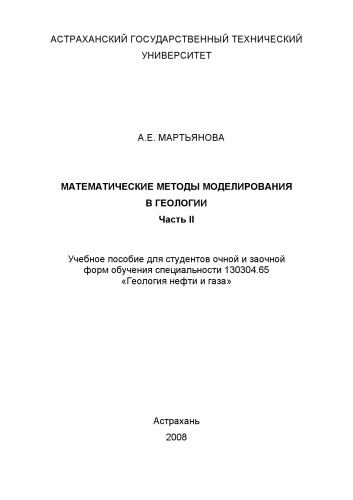 АСТРАХАНСКИЙ ГОСУДАРСТВЕННЫЙ ТЕХНИЧЕСКИЙ
УНИВЕРСИТЕТ
А.Е. МАРТЬЯНОВА
МАТЕМАТИЧЕСКИЕ МЕТОДЫ МОДЕЛИРОВАНИЯ
В ГЕОЛОГИИ
Часть II
Учебное пособие для студентов очной и заочной
форм обучения специальности 130304.65
«Геология нефти и газа»
Астрахань
2008